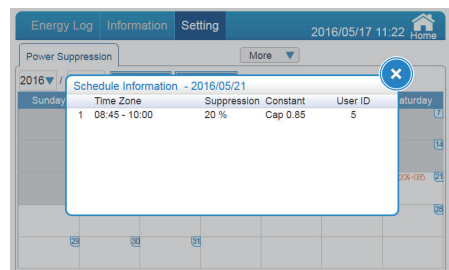 Energy Log Information Setting 2016/05/17 11:22 Home
Power Suppression More ▼
2016▼ /
Schedule Information - 2016/05/21
Sunday aturday
Time Zone Suppression Constant User ID
1 08:45 - 10:00 20 % Cap 0.85 5
7
14
21
28
29 30 31